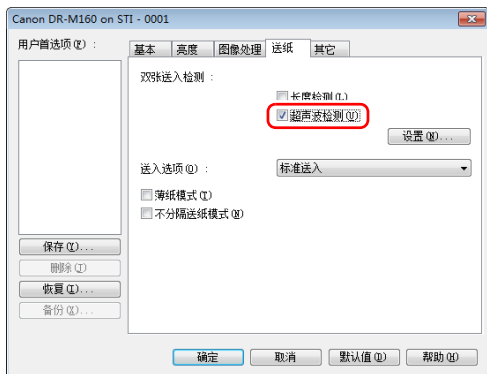 Canon DR-M160 on STI - 0001
用户首选项(P)：
基本 亮度 图像处理 送纸 其它
双张送入检测：
长度检测(L)
超声波检测(U)
设置(N)...
送入选项(O)：
标准送入
薄纸模式(T)
不分隔送纸模式(W)
保存(V)...
删除(T)
恢复(I)...
备份(X)...
确定 取消 默认值(D) 帮助(H)